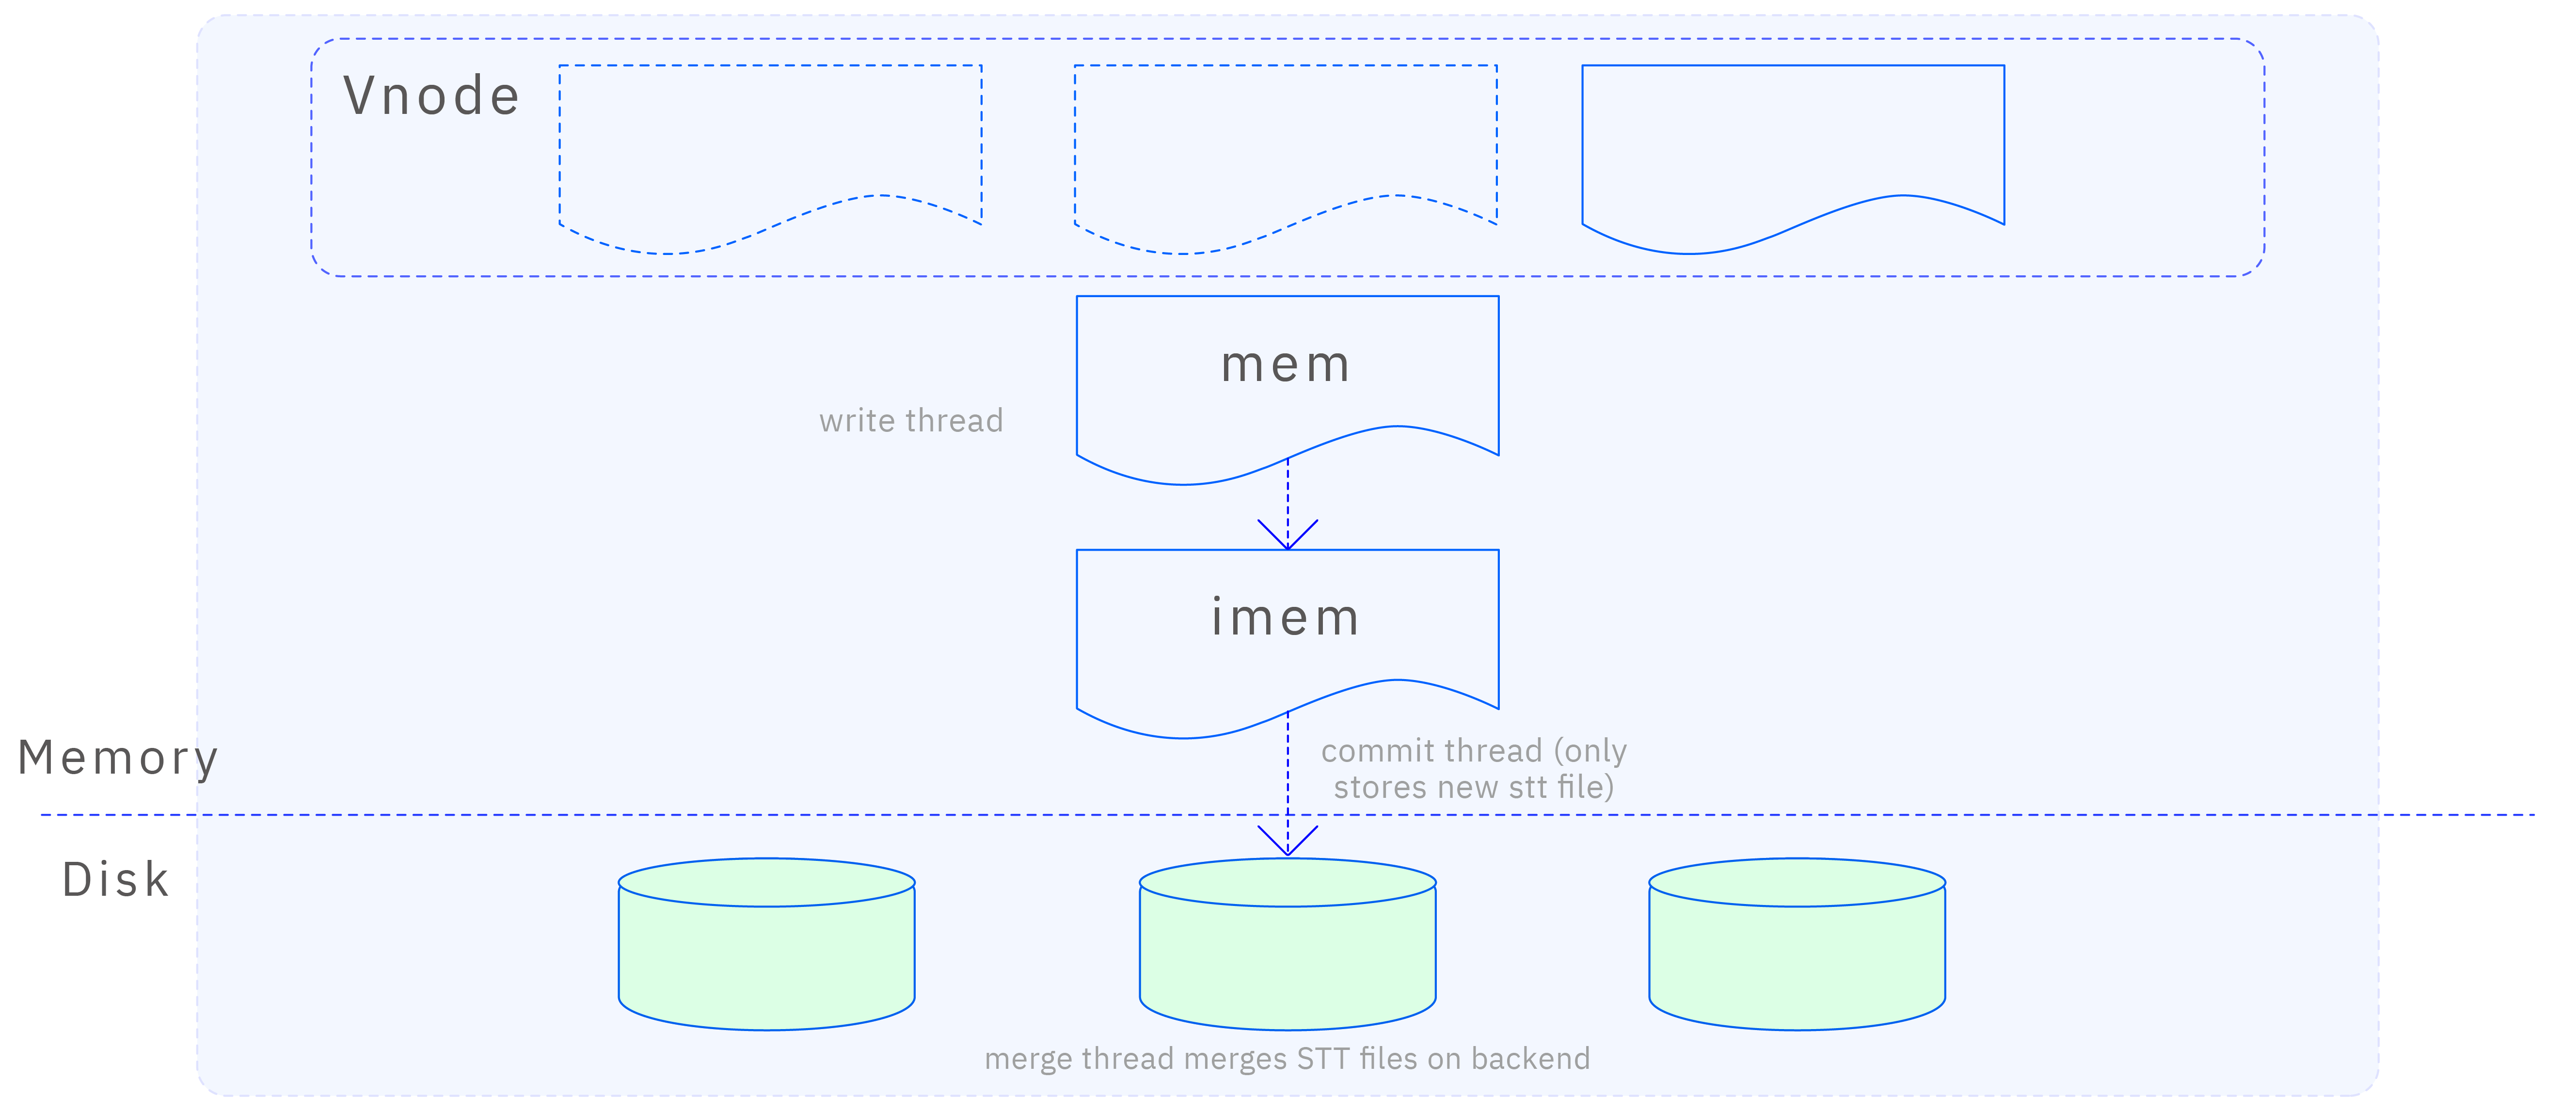 Vnode
mem
write thread
imem
Memory
commit thread (only
stores new stt file)
Disk
merge thread merges STT files on backend